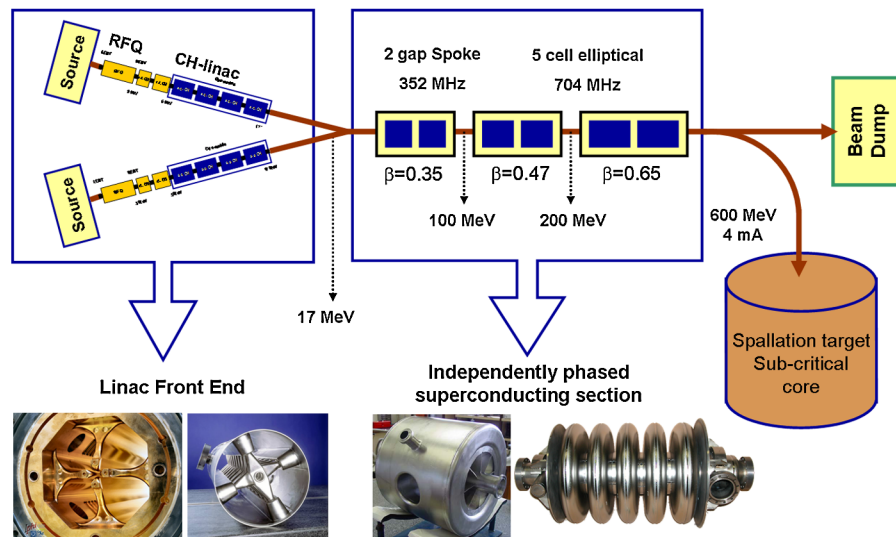 RFQ
CH-linac
Source
Source
RFQ
RFQ
2 gap Spoke
352 MHz
5 cell elliptical
704 MHz
β=0.35
β=0.47
β=0.65
100 MeV
200 MeV
17 MeV
600 MeV
4 mA
Beam
Dump
Spallation target
Sub-critical
core
Linac Front End
Independently phased
superconducting section